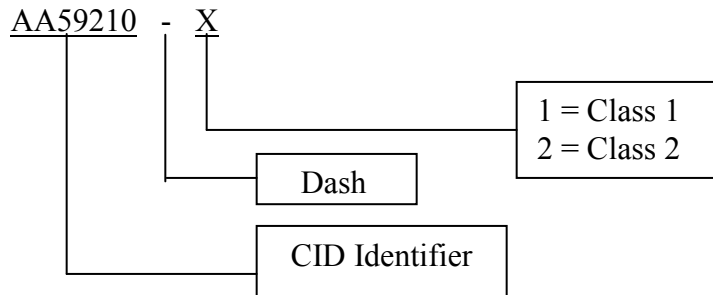 AA59210 - X
1 = Class 1
2 = Class 2
Dash
CID Identifier